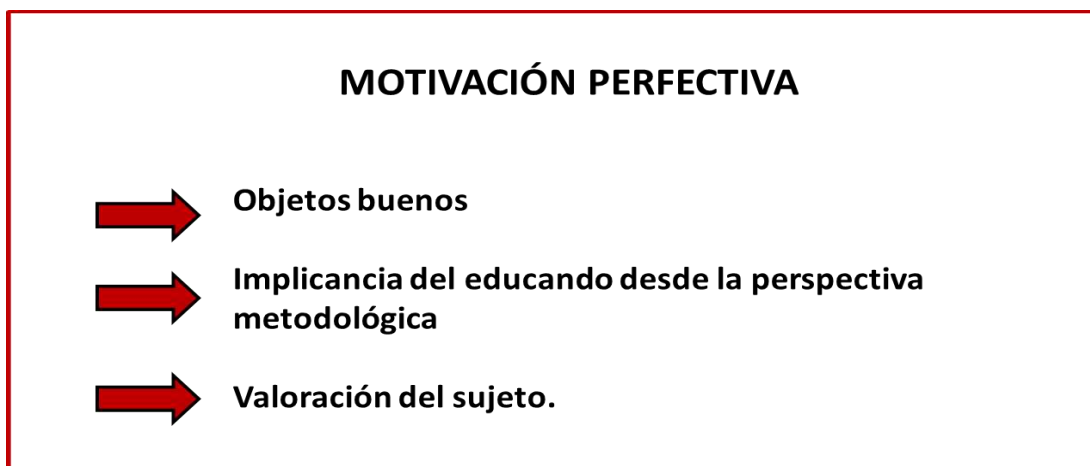 MOTIVACIÓN PERFECTIVA
Objetos buenos
Implicancia del educando desde la perspectiva
metodológica
Valoración del sujeto.